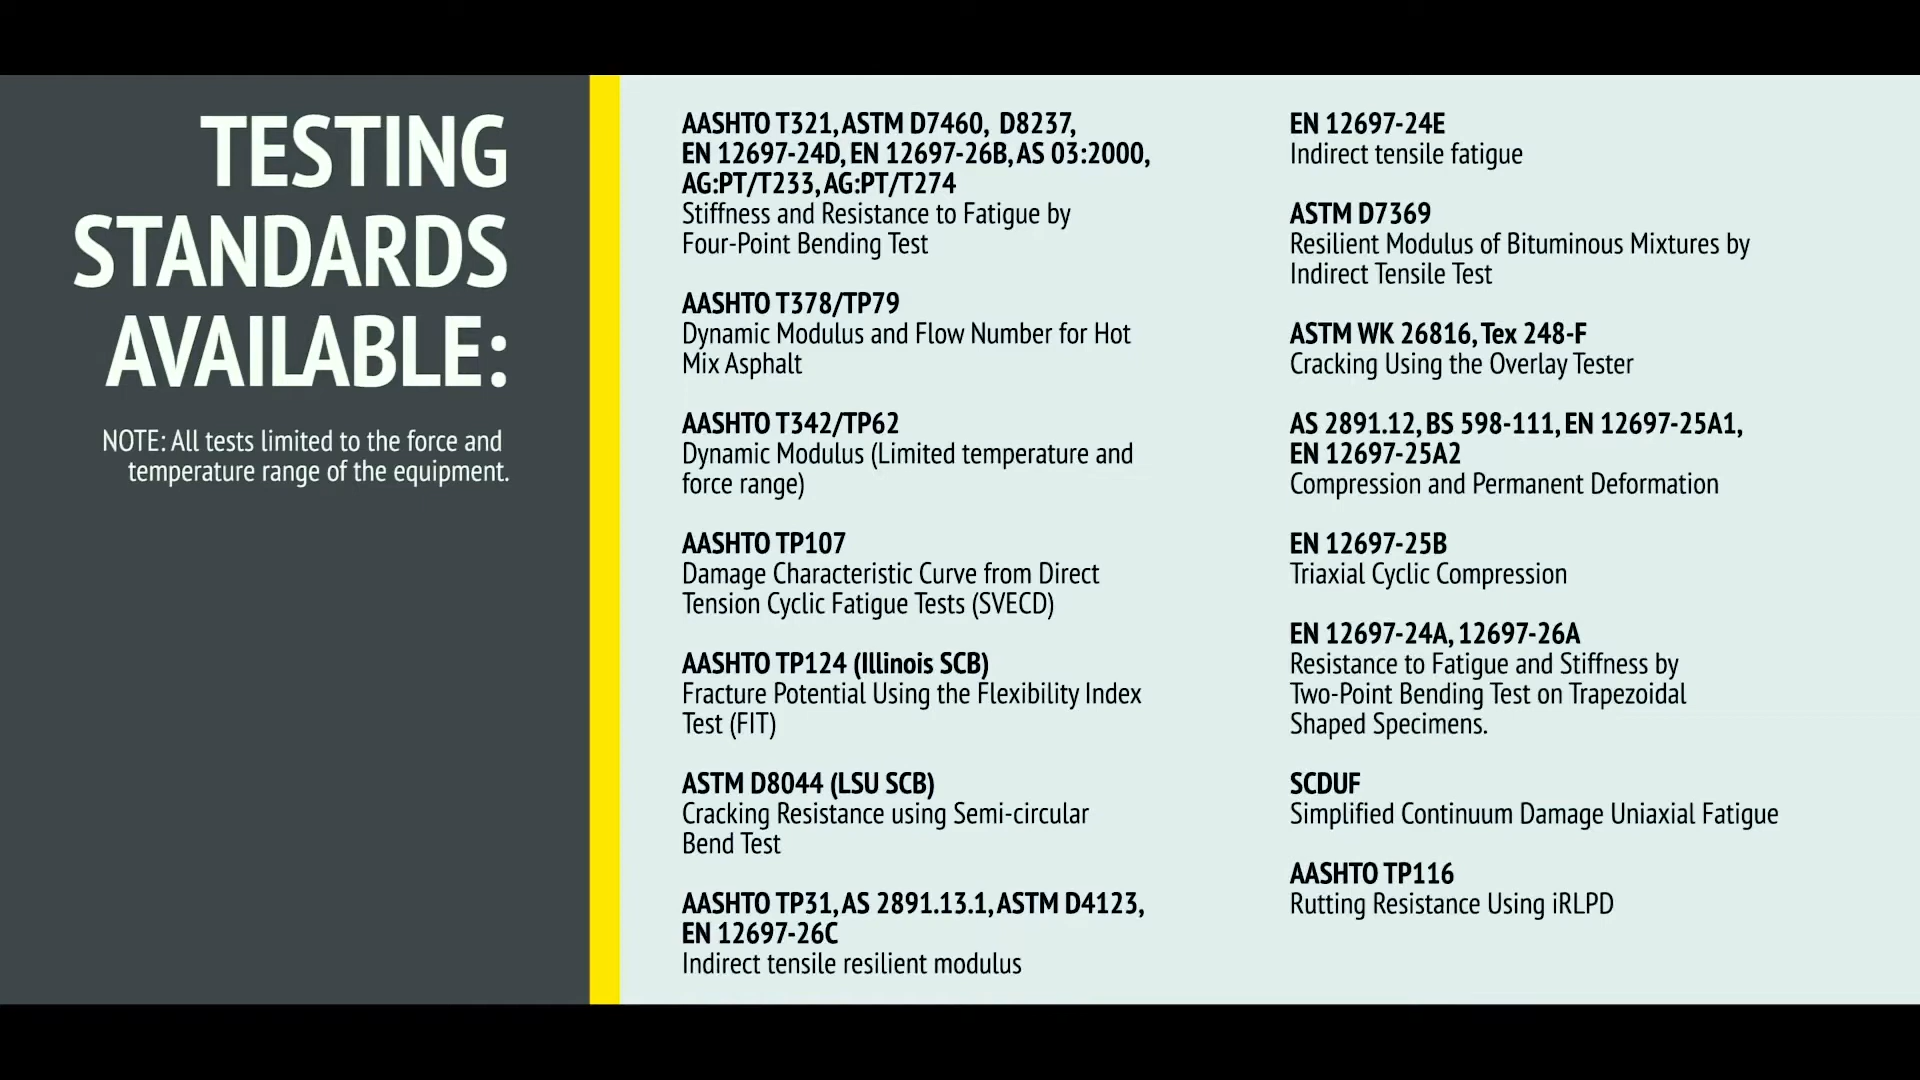 TESTING
STANDARDS
AVAILABLE:
NOTE: All tests limited to the force and
temperature range of the equipment.
AASHTO T321, ASTM D7460, D8237,
EN 12697-24D, EN 12697-26B, AS 03:2000,
AG:PT/T233, AG:PT/T274
Stiffness and Resistance to Fatigue by
Four-Point Bending Test
AASHTO T378/TP79
Dynamic Modulus and Flow Number for Hot
Mix Asphalt
AASHTO T342/TP62
Dynamic Modulus (Limited temperature and
force range)
AASHTO TP107
Damage Characteristic Curve from Direct
Tension Cyclic Fatigue Tests (SVECD)
AASHTO TP124 (Illinois SCB)
Fracture Potential Using the Flexibility Index
Test (FIT)
ASTM D8044 (LSU SCB)
Cracking Resistance using Semi-circular
Bend Test
AASHTO TP31, AS 2891.13.1, ASTM D4123,
EN 12697-26C
Indirect tensile resilient modulus
EN 12697-24E
Indirect tensile fatigue
ASTM D7369
Resilient Modulus of Bituminous Mixtures by
Indirect Tensile Test
ASTM WK 26816, Tex 248-F
Cracking Using the Overlay Tester
AS 2891.12, BS 598-111, EN 12697-25A1,
EN 12697-25A2
Compression and Permanent Deformation
EN 12697-25B
Triaxial Cyclic Compression
EN 12697-24A, 12697-26A
Resistance to Fatigue and Stiffness by
Two-Point Bending Test on Trapezoidal
Shaped Specimens.
SCDUF
Simplified Continuum Damage Uniaxial Fatigue
AASHTO TP116
Rutting Resistance Using iRLPD